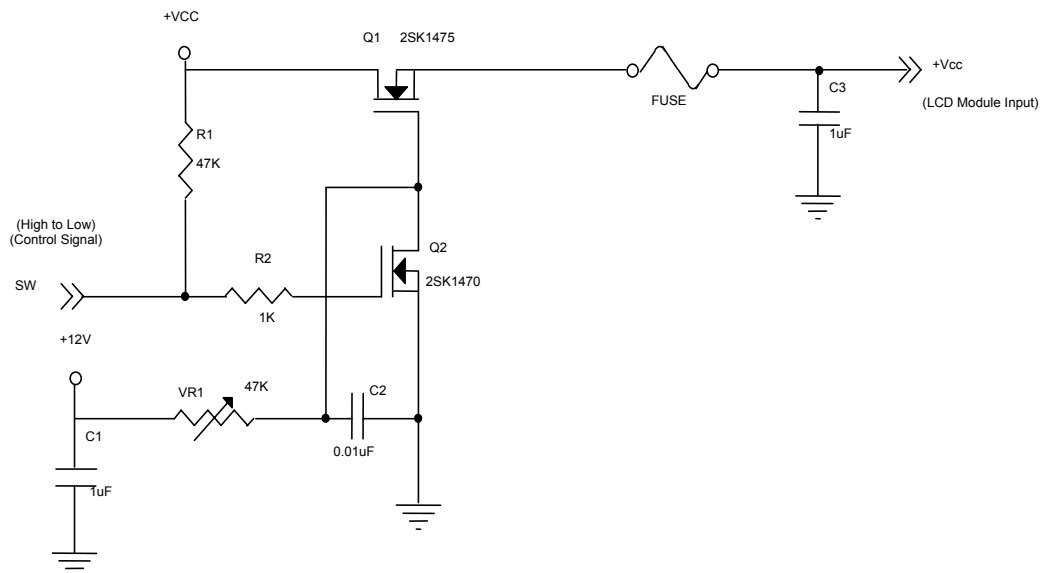 +VCC
Q1 2SK1475
+Vcc
FUSE
C3
(LCD Module Input)
1uF
R1
47K
(High to Low)
(Control Signal)
SW
R2
1K
Q2
2SK1470
+12V
VR1
47K
C2
0.01uF
C1
1uF